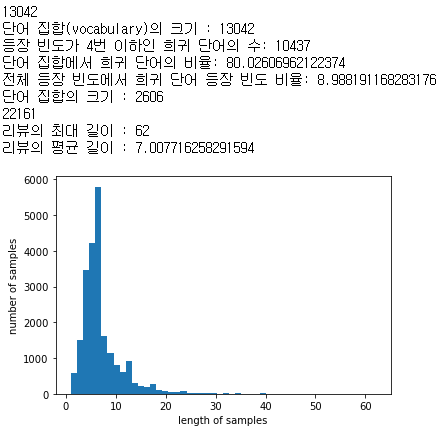 13042
단어 집합(vocabulary)의 크기 : 13042
등장 빈도가 4번 이하인 희귀 단어의 수: 10437
단어 집합에서 희귀 단어의 비율: 80.02606962122374
전체 등장 빈도에서 희귀 단어 등장 빈도 비율: 8.988191168283176
단어 집합의 크기 : 2606
22161
리뷰의 최대 길이 : 62
리뷰의 평균 길이 : 7.007716258291594
6000
5000
4000
3000
2000
1000
0
number of samples
0 10 20 30 40 50 60
length of samples